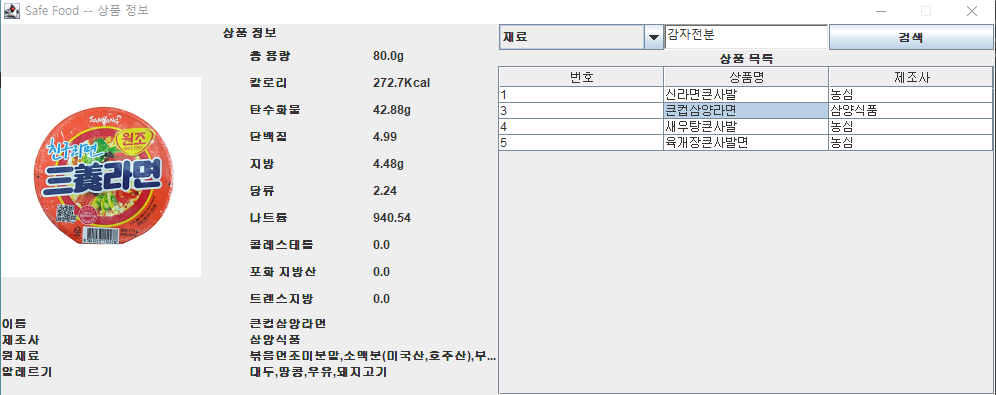 Safe Food -- 상품 정보
상품 정보
총 용량 80.0g
칼로리 272.7Kcal
탄수화물 42.88g
단백질 4.99
지방 4.48g
당류 2.24
나트륨 940.54
콜레스테롤 0.0
포화 지방산 0.0
트랜스지방 0.0
SAMYANG
원조
친구라면
三養라면
이름 큰컵삼양라면
제조사 삼양식품
원재료 볶음면조미분말,소맥분(미국산,호주산),부...
알레르기 대두,땅콩,우유,돼지고기
재료 감자전분 검색
상품 목록
번호 상품명 제조사
1 신라면큰사발 농심
3 큰컵삼양라면 삼양식품
4 새우탕큰사발 농심
5 육개장큰사발면 농심